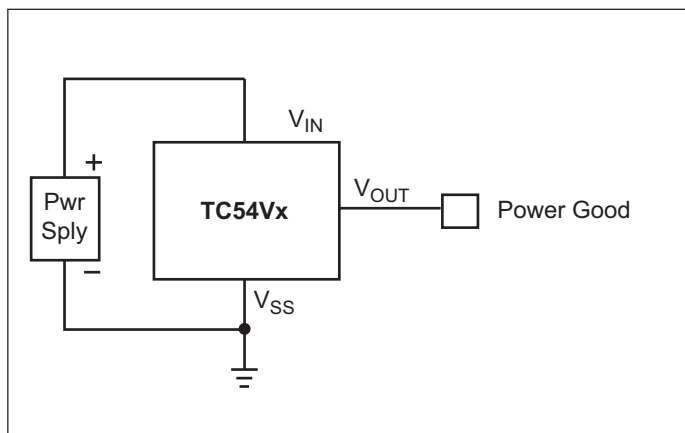 V_IN
+
Pwr
Sply
−
TC54Vx
V_OUT
Power Good
V_SS